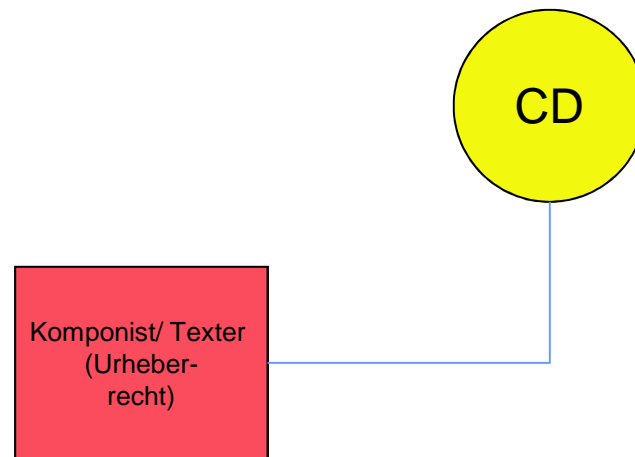 CD
Komponist/ Texter
(Urheber-
recht)